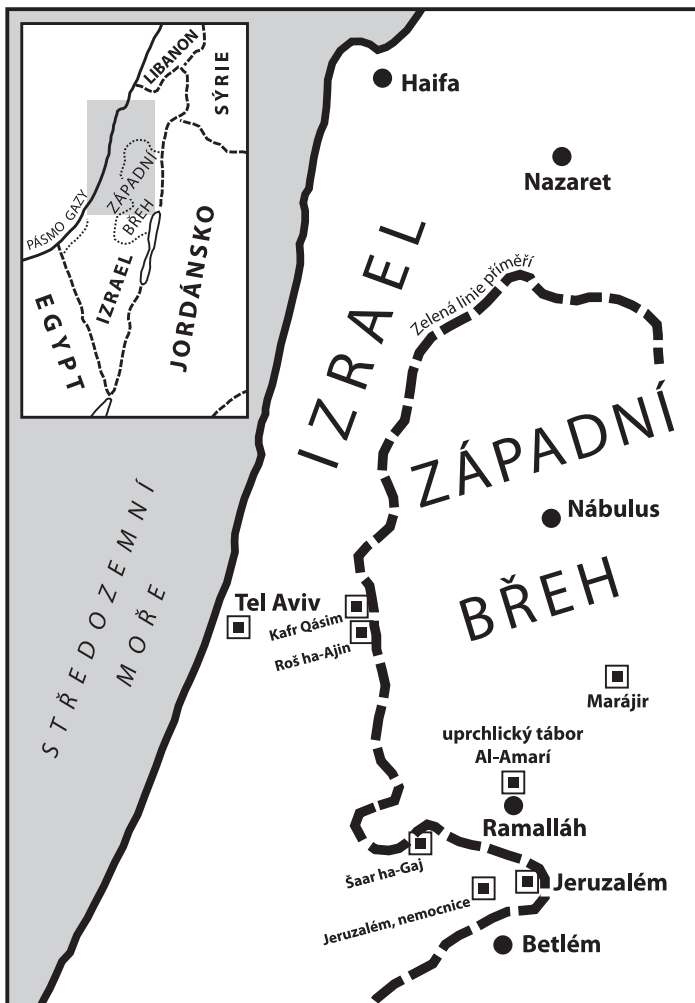 LIBANON
SÝRIE
ZÁPADNÍ
BŘEH
PÁSMO GAZY
IZRAEL
JORDÁNSKO
EGYPT
Haifa
Nazaret
IZRAEL
Zelená linie příměří
ZÁPADNÍ
BŘEH
Nábulus
STŘEDOZEMNÍ
MOŘE
Tel Aviv
Kafr Qásim
Roš ha-Ajin
Marájir
uprchlický tábor
Al-Amarí
Ramalláh
Šaar ha-Gaj
Jeruzalém
Jeruzalém, nemocnice
Betlém